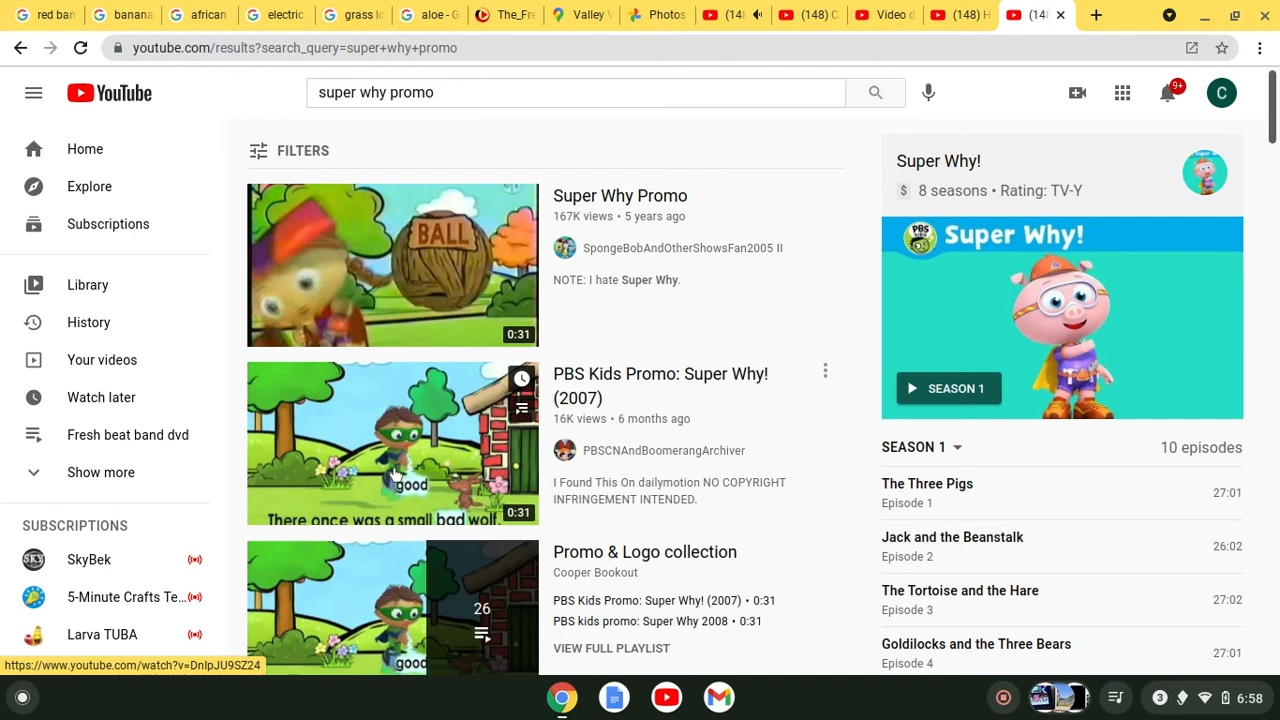 red ban
banana
african
electric
grass l
aloe - G
The_Fre
Valley
Photos
(148)
(148) C
Video d
(148) H
(148
youtube.com/results?search_query=super+why+promo
YouTube
super why promo
9+
C
Home
Explore
Subscriptions
Library
History
Your videos
Watch later
Fresh beat band dvd
Show more
SUBSCRIPTIONS
SKY
SkyBek
5-Minute Crafts Te...
Larva TUBA
https://www.youtube.com/watch?v=DnIpJU9SZ24
FILTERS
BALL
0:31
Super Why Promo
167K views • 5 years ago
SpongeBobAndOtherShowsFan2005 II
NOTE: I hate Super Why.
good
There once was a small bad wolf.
0:31
PBS Kids Promo: Super Why!
(2007)
16K views • 6 months ago
PBSCNAndBoomerangArchiver
I Found This On dailymotion NO COPYRIGHT
INFRINGEMENT INTENDED.
good
26
Promo & Logo collection
Cooper Bookout
PBS Kids Promo: Super Why! (2007) • 0:31
PBS kids promo: Super Why 2008 • 0:31
VIEW FULL PLAYLIST
Super Why!
$ 8 seasons • Rating: TV-Y
PBS KIDS Super Why!
SEASON 1
SEASON 1 10 episodes
The Three Pigs
Episode 1
27:01
Jack and the Beanstalk
Episode 2
26:02
The Tortoise and the Hare
Episode 3
27:02
Goldilocks and the Three Bears
Episode 4
27:01
3
6:58